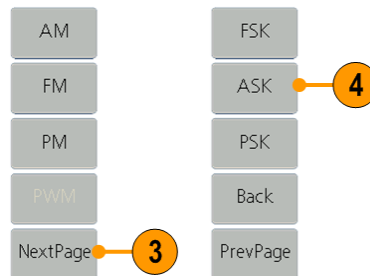 AM
FM
PM
PWM
NextPage
3
FSK
ASK
4
PSK
Back
PrevPage